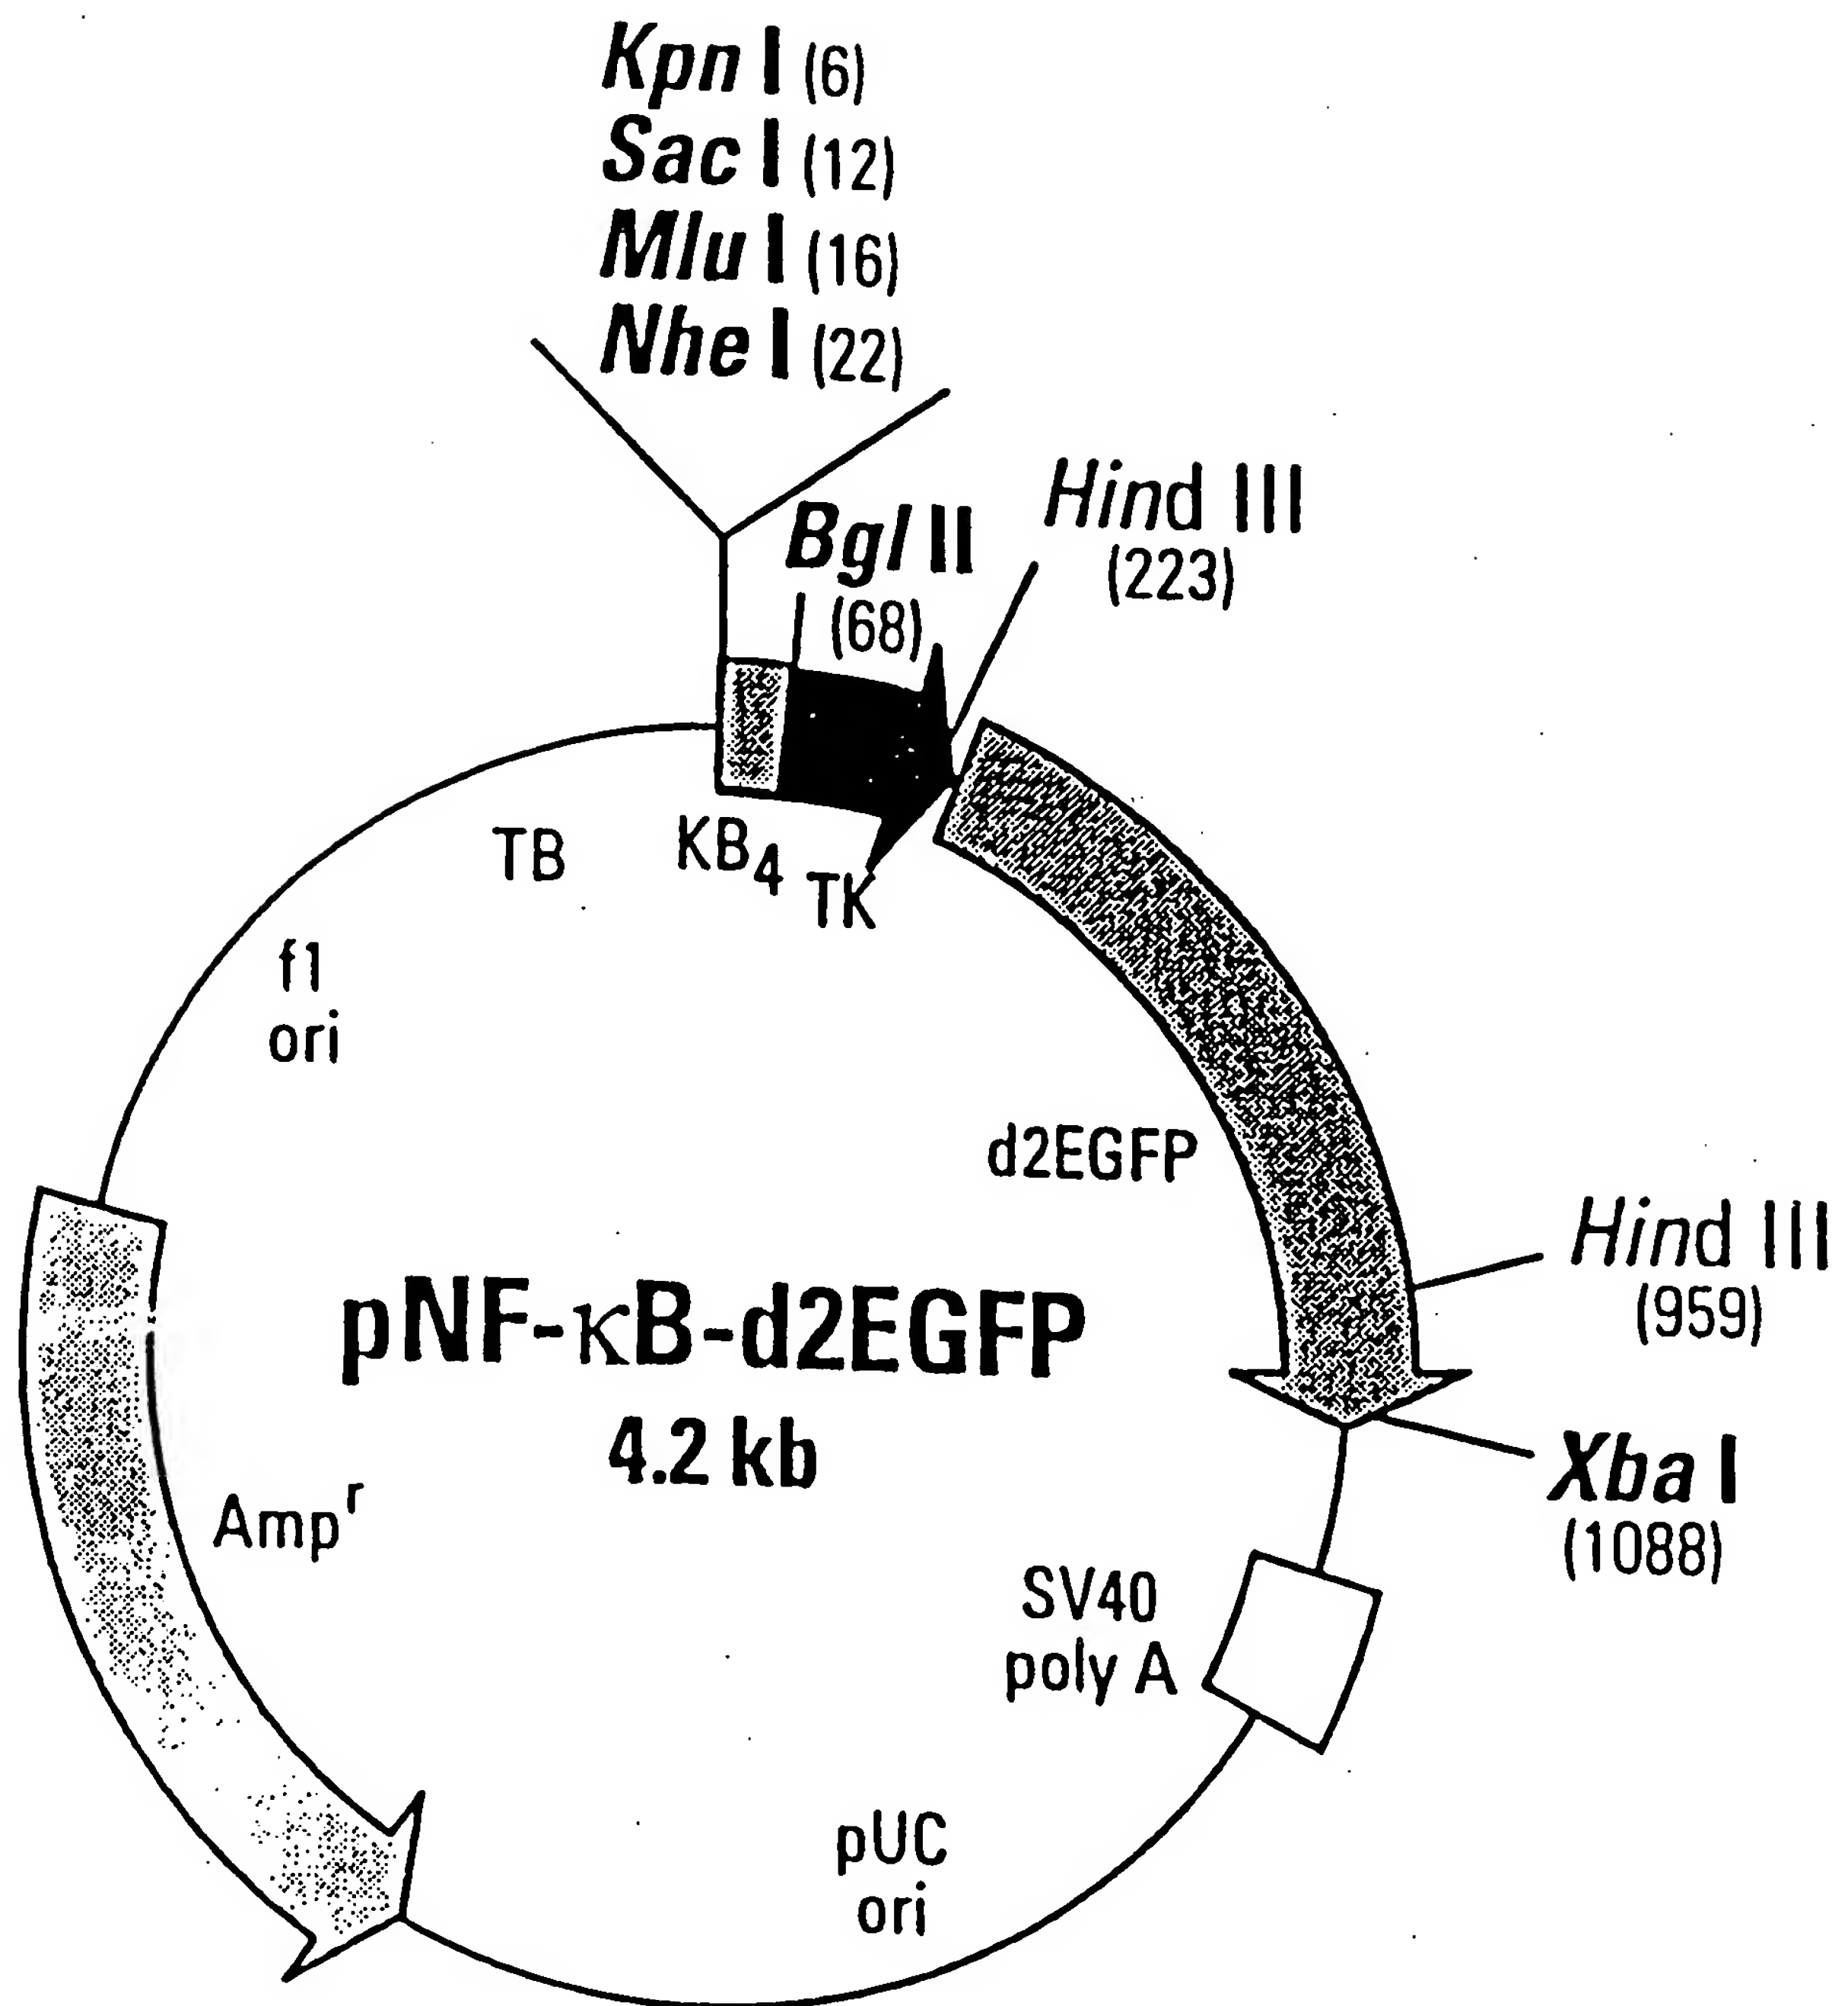 Kpn I (6)
Sac I (12)
Mlu I (16)
Nhe I (22)
Bgl II
(68)
Hind III
(223)
TB
KB₄
TK
f1
ori
d2EGFP
Hind III
(959)
pNF-κB-d2EGFP
4.2 kb
Xba I
(1088)
Ampʳ
SV40
poly A
pUC
ori